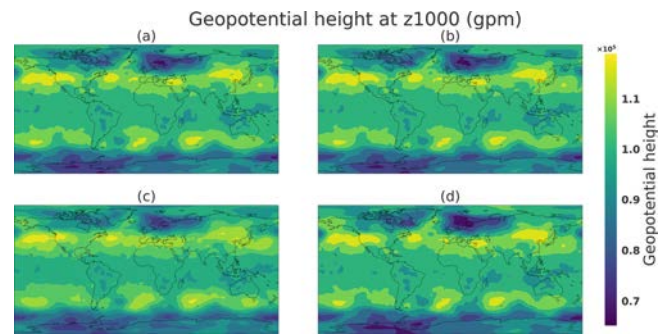 Geopotential height at z1000 (gpm)
(a)
(b)
×10⁵
1.1
1.0
0.9
0.8
0.7
Geopotential height
(c)
(d)